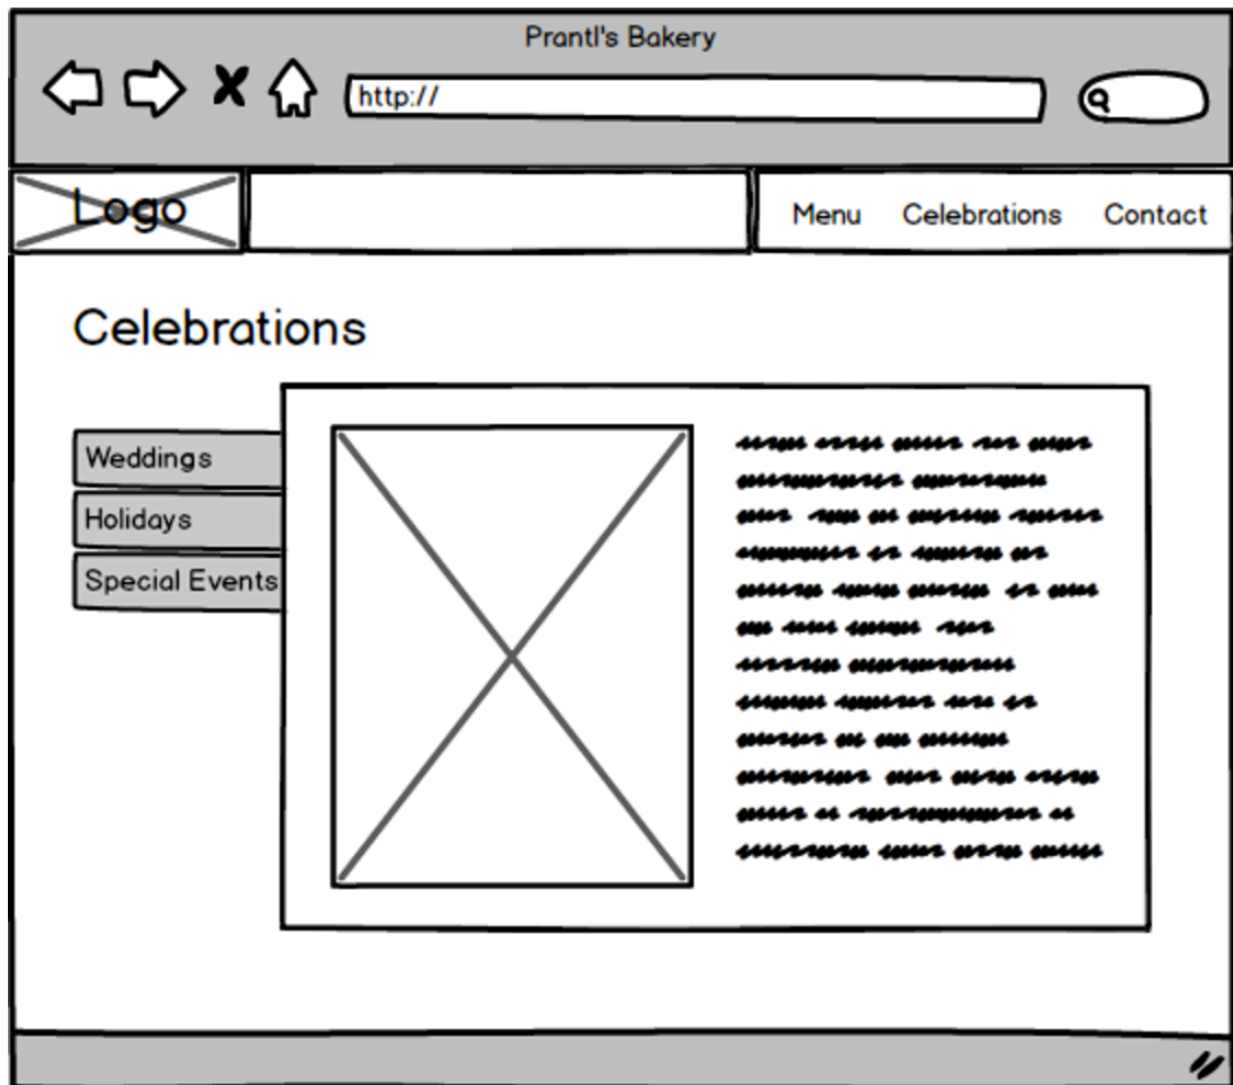 Prantl's Bakery
http://
Logo
Menu Celebrations Contact
Celebrations
Weddings
Holidays
Special Events